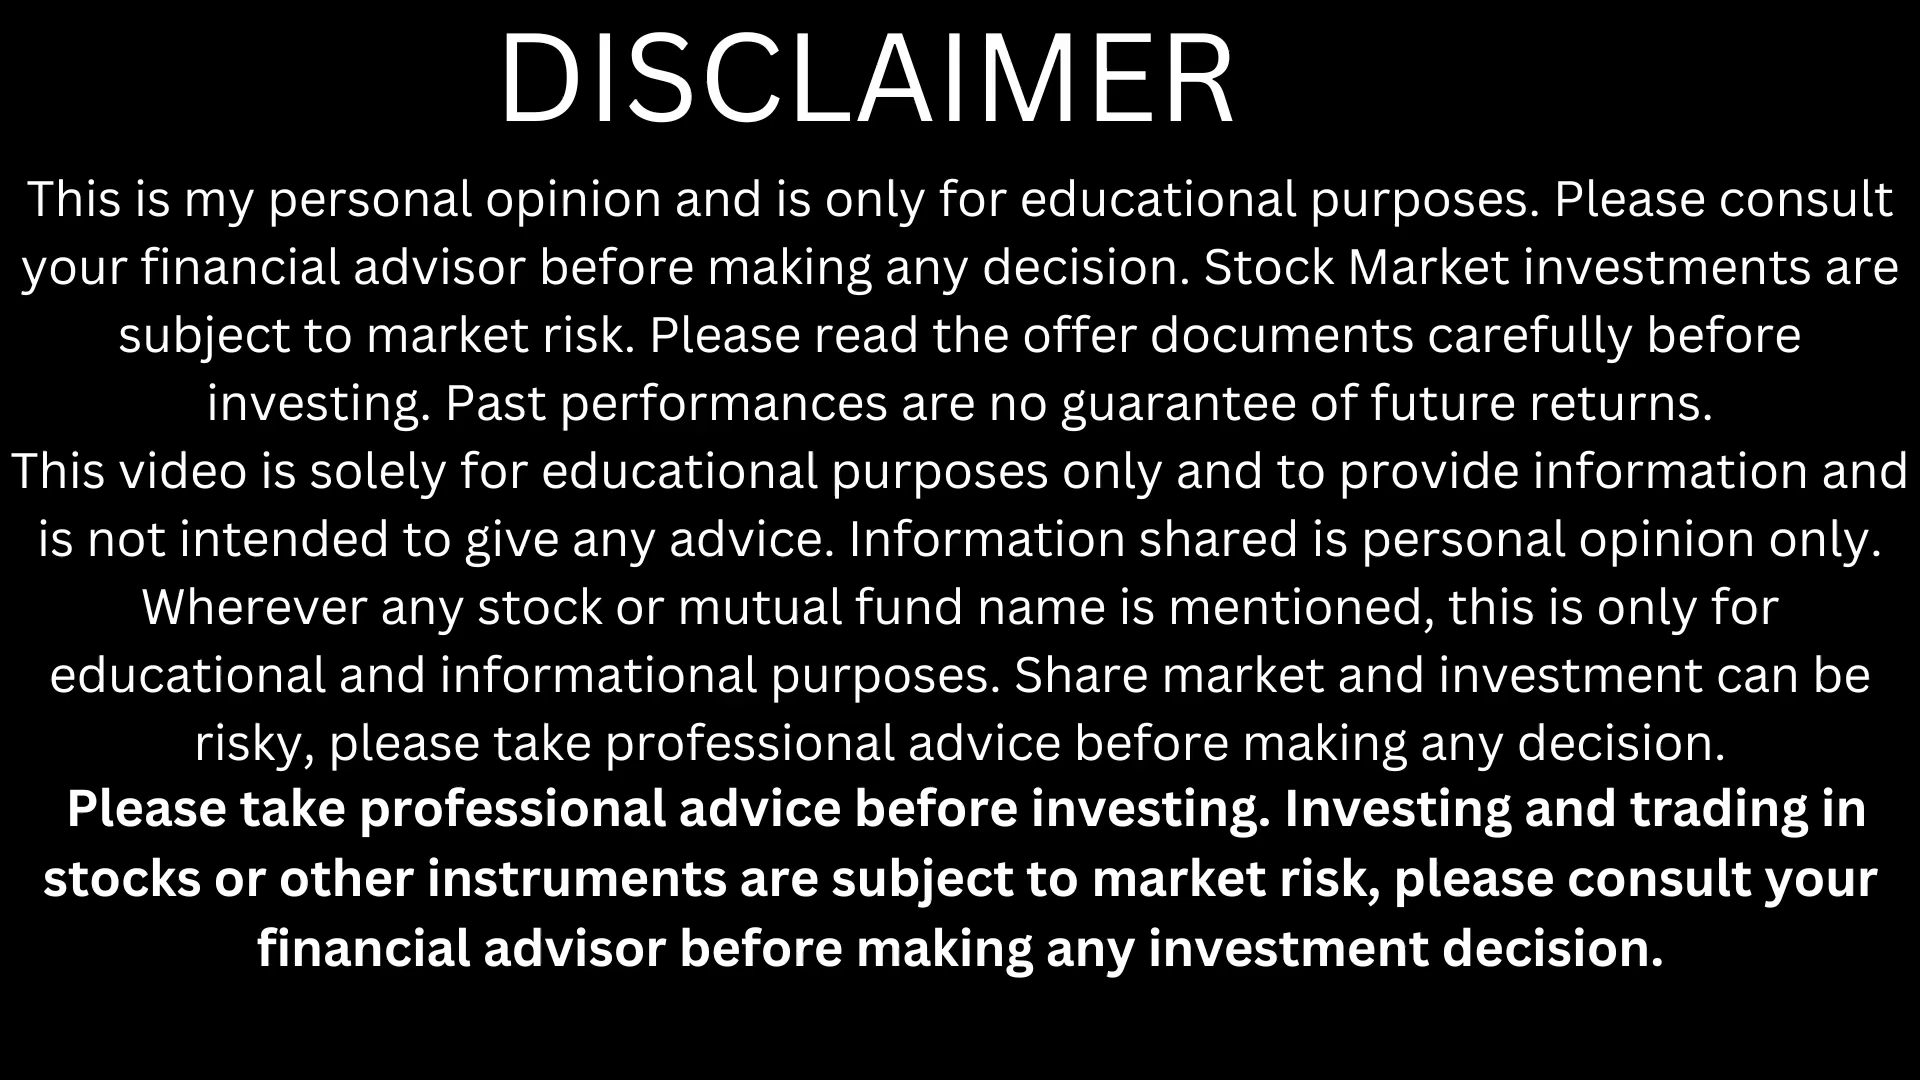 DISCLAIMER
This is my personal opinion and is only for educational purposes. Please consult
your financial advisor before making any decision. Stock Market investments are
subject to market risk. Please read the offer documents carefully before
investing. Past performances are no guarantee of future returns.
This video is solely for educational purposes only and to provide information and
is not intended to give any advice. Information shared is personal opinion only.
Wherever any stock or mutual fund name is mentioned, this is only for
educational and informational purposes. Share market and investment can be
risky, please take professional advice before making any decision.
Please take professional advice before investing. Investing and trading in
stocks or other instruments are subject to market risk, please consult your
financial advisor before making any investment decision.